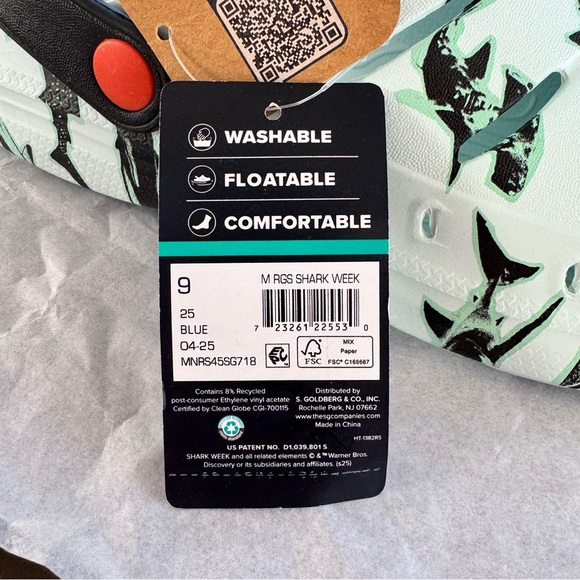 WASHABLE
FLOATABLE
COMFORTABLE
9
M RGS SHARK WEEK
25
BLUE
04-25
MNRS45SG718
7 23261 22553 0
FSC
MIX
Paper
FSC® C160667
Contains 8% Recycled
post-consumer Ethylene vinyl acetate
Certified by Clean Globe CGI-700115
Distributed by
S. GOLDBERG & CO., INC.
Rochelle Park, NJ 07662
www.thesgcompanies.com
Made in China
HT-1382RS
US PATENT NO. D1,039,801 S
SHARK WEEK and all related elements © & ™ Warner Bros.
Discovery or its subsidiaries and affiliates. (s25)